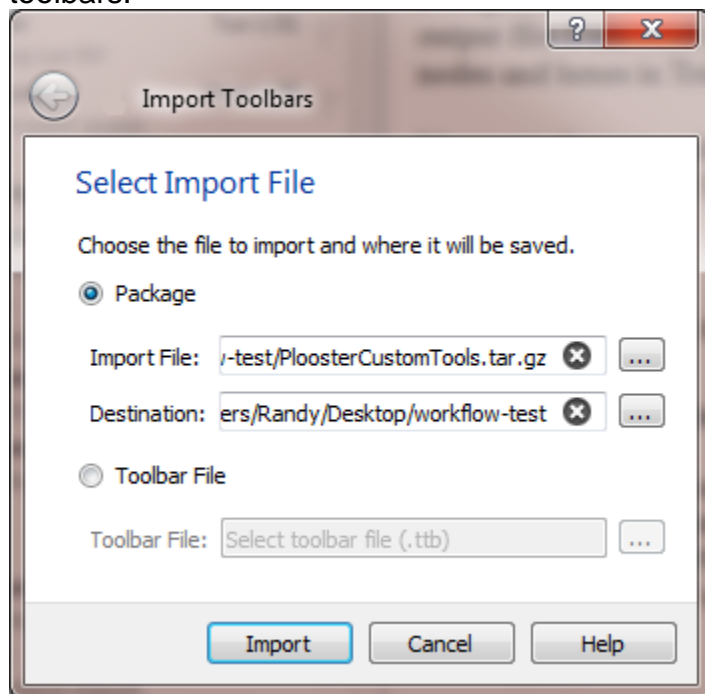 toolbars.
?
X
Import Toolbars
Select Import File
Choose the file to import and where it will be saved.
Package
Import File: -test/PloosterCustomTools.tar.gz ...
Destination: ers/Randy/Desktop/workflow-test ...
Toolbar File
Toolbar File: Select toolbar file (.ttb) ...
Import Cancel Help